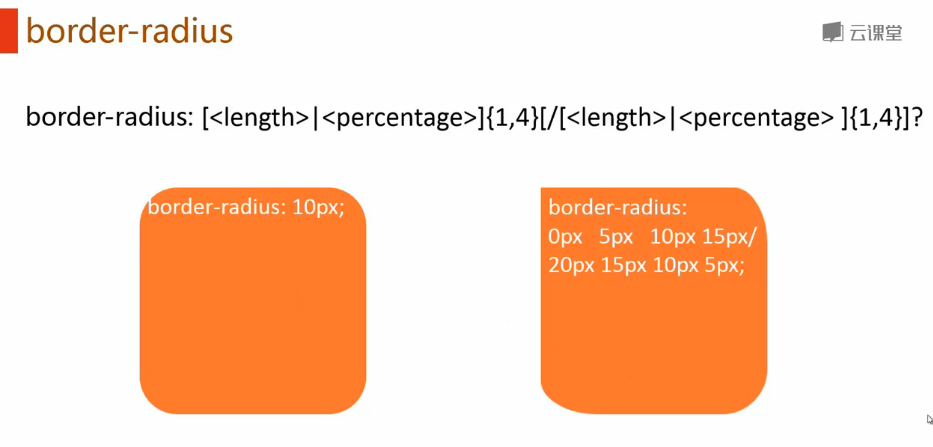 border-radius
云课堂
border-radius: [<length>|<percentage>]{1,4}[/[<length>|<percentage> ]{1,4}]?
border-radius: 10px;
border-radius:
0px 5px 10px 15px/
20px 15px 10px 5px;